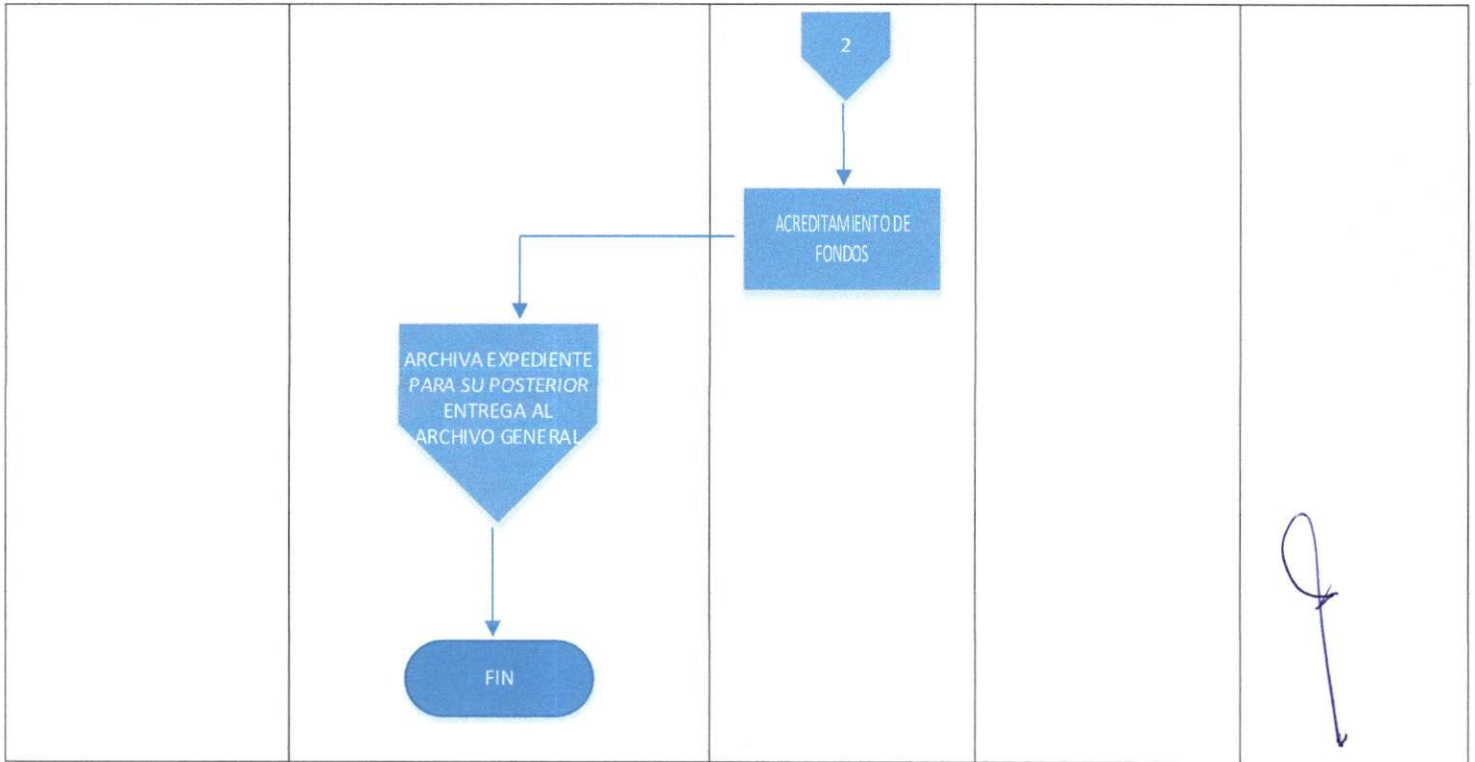 2
ACREDITAMIENTO DE
FONDOS
ARCHIVA EXPEDIENTE
PARA SU POSTERIOR
ENTREGA AL
ARCHIVO GENERAL
FIN